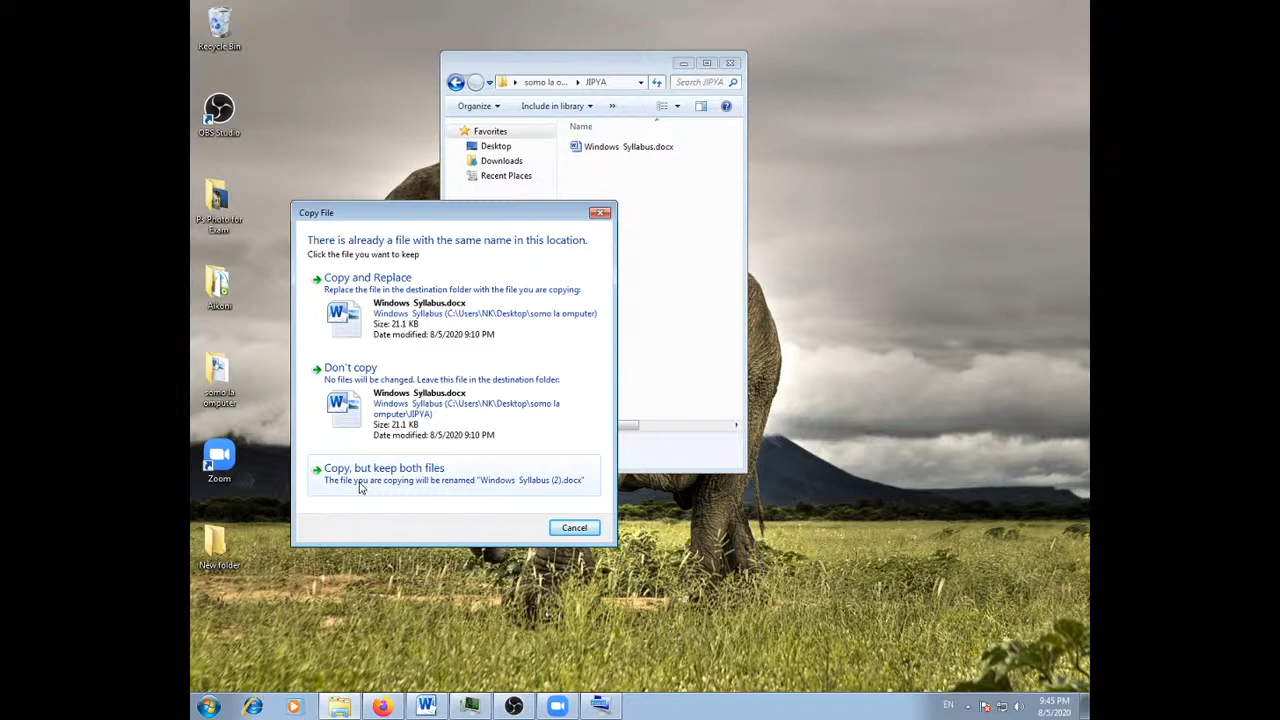 Recycle Bin
OBS Studio
Ps Photo for
Exam
Aikoni
somo la
omputer
Zoom
New folder
somo la o...
JIPYA
Search JIPYA
Organize
Include in library
»
Favorites
Desktop
Downloads
Recent Places
Name
Windows Syllabus.docx
Copy File
There is already a file with the same name in this location.
Click the file you want to keep
Copy and Replace
Replace the file in the destination folder with the file you are copying:
Windows Syllabus.docx
Windows Syllabus (C:\Users\NK\Desktop\somo la omputer)
Size: 21.1 KB
Date modified: 8/5/2020 9:10 PM
Don't copy
No files will be changed. Leave this file in the destination folder:
Windows Syllabus.docx
Windows Syllabus (C:\Users\NK\Desktop\somo la
omputer\JIPYA)
Size: 21.1 KB
Date modified: 8/5/2020 9:10 PM
Copy, but keep both files
The file you are copying will be renamed "Windows Syllabus (2).docx"
Cancel
EN
9:45 PM
8/5/2020